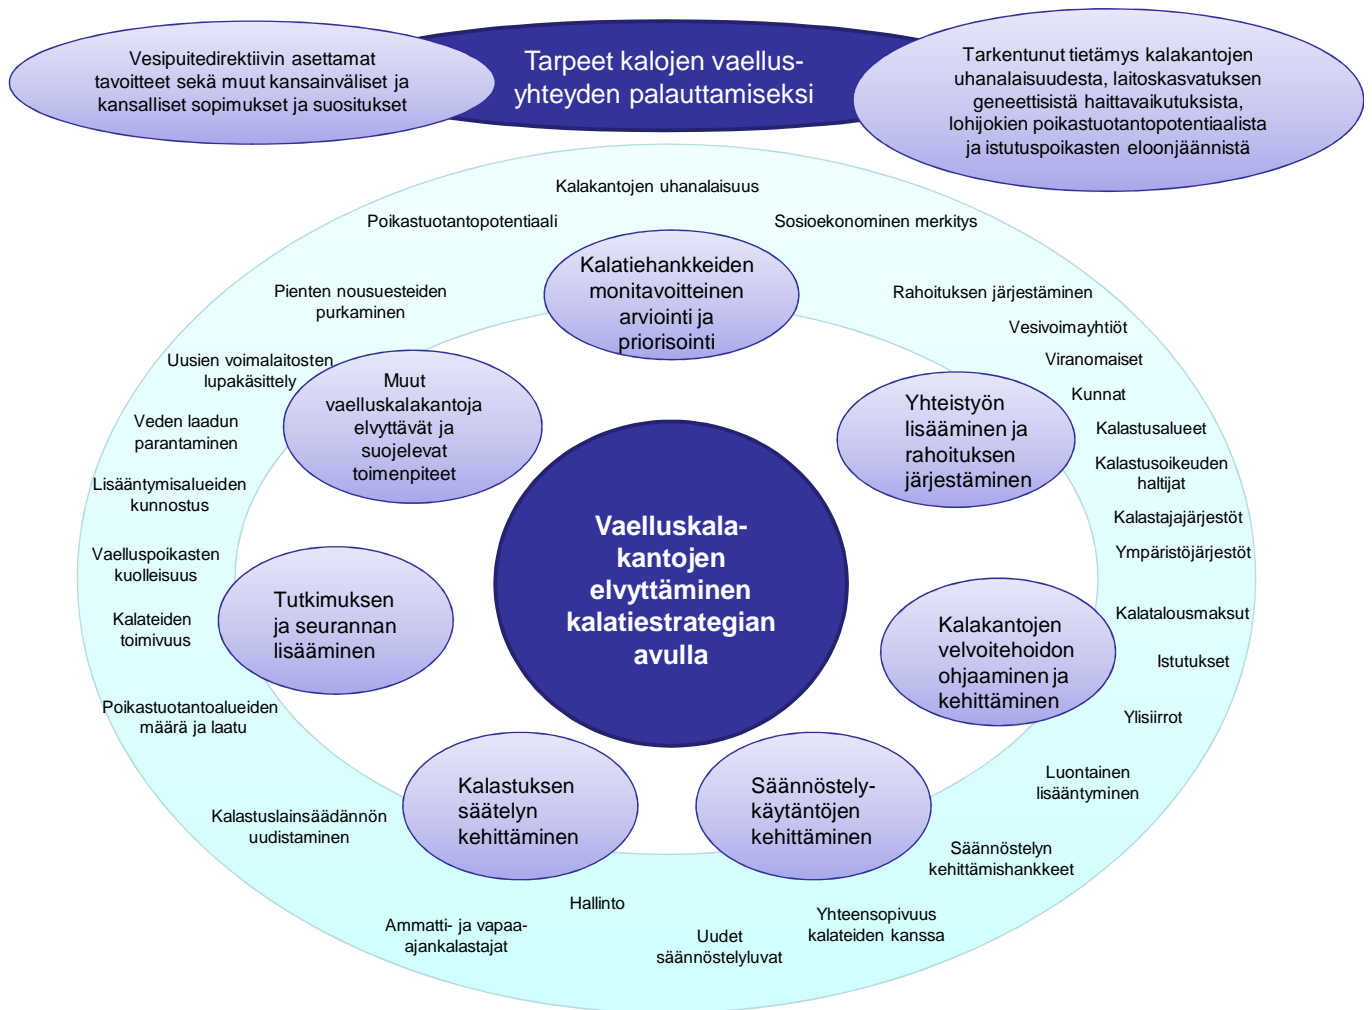 Vesipuitedirektiivin asettamat
tavoitteet sekä muut kansainväliset ja
kansalliset sopimukset ja suositukset
Tarpeet kalojen vaellus-
yhteyden palauttamiseksi
Tarkentunut tietämys kalakantojen
uhanalaisuudesta, laitoskasvatuksen
geneettisistä haittavaikutuksista,
lohijokien poikastuotantopotentiaalista
ja istutuspoikasten eloonjäännistä
Kalakantojen uhanalaisuus
Poikastuotantopotentiaali
Sosioekonominen merkitys
Kalatiehankkeiden
monitavoitteinen
arviointi ja
priorisointi
Pienten nousuesteiden
purkaminen
Uusien voimalaitosten
lupakäsittely
Veden laadun
parantaminen
Lisääntymisalueiden
kunnostus
Muut
vaelluskalakantoja
elvyttävät ja
suojelevat
toimenpiteet
Rahoituksen järjestäminen
Vesivoimayhtiöt
Viranomaiset
Kunnat
Kalastusalueet
Kalastusoikeuden
haltijat
Kalastajajärjestöt
Ympäristöjärjestöt
Yhteistyön
lisääminen ja
rahoituksen
järjestäminen
Vaelluskala-
kantojen
elvyttäminen
kalatiestrategian
avulla
Vaelluspoikasten
kuolleisuus
Kalateiden
toimivuus
Poikastuotantoalueiden
määrä ja laatu
Tutkimuksen
ja seurannan
lisääminen
Kalakantojen
velvoitehoidon
ohjaaminen ja
kehittäminen
Kalatalousmaksut
Istutukset
Ylisiirrot
Luontainen
lisääntyminen
Kalastuksen
säätelyn
kehittäminen
Säännöstely-
käytäntöjen
kehittäminen
Kalastuslainsäädännön
uudistaminen
Ammatti- ja vapaa-
ajankalastajat
Hallinto
Uudet
säännöstelyluvat
Yhteensopivuus
kalateiden kanssa
Säännöstelyn
kehittämishankkeet